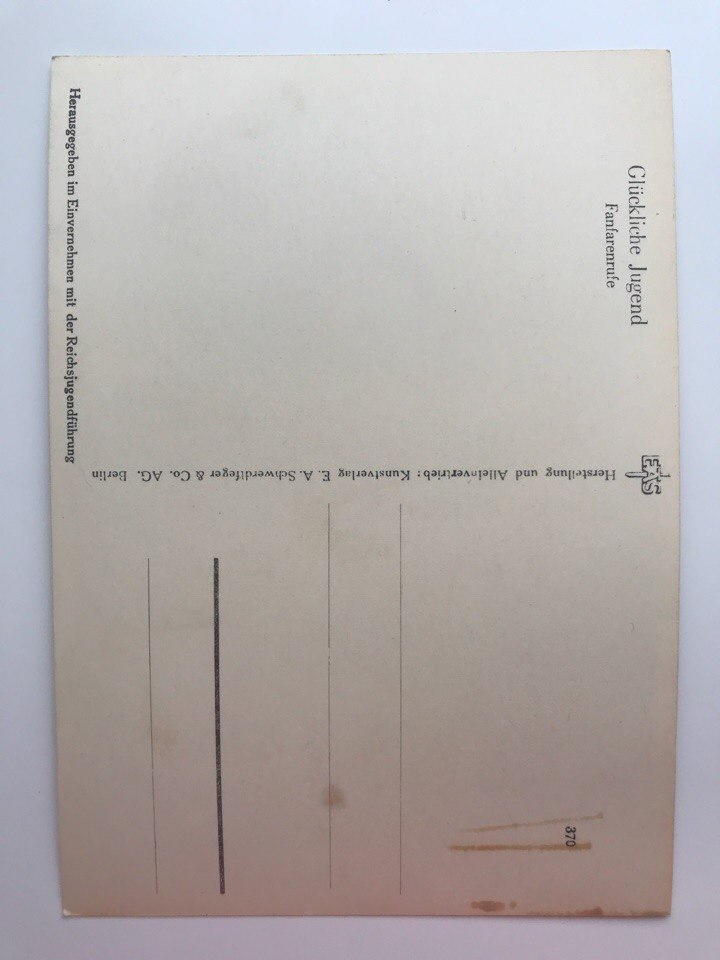 Glückliche Jugend
Fanfarenrufe
EAS
Herstellung und Alleinvertrieb: Kunstverlag E. A. Schwerdtfeger & Co. AG. Berlin
370
Herausgegeben im Einvernehmen mit der Reichsjugendführung